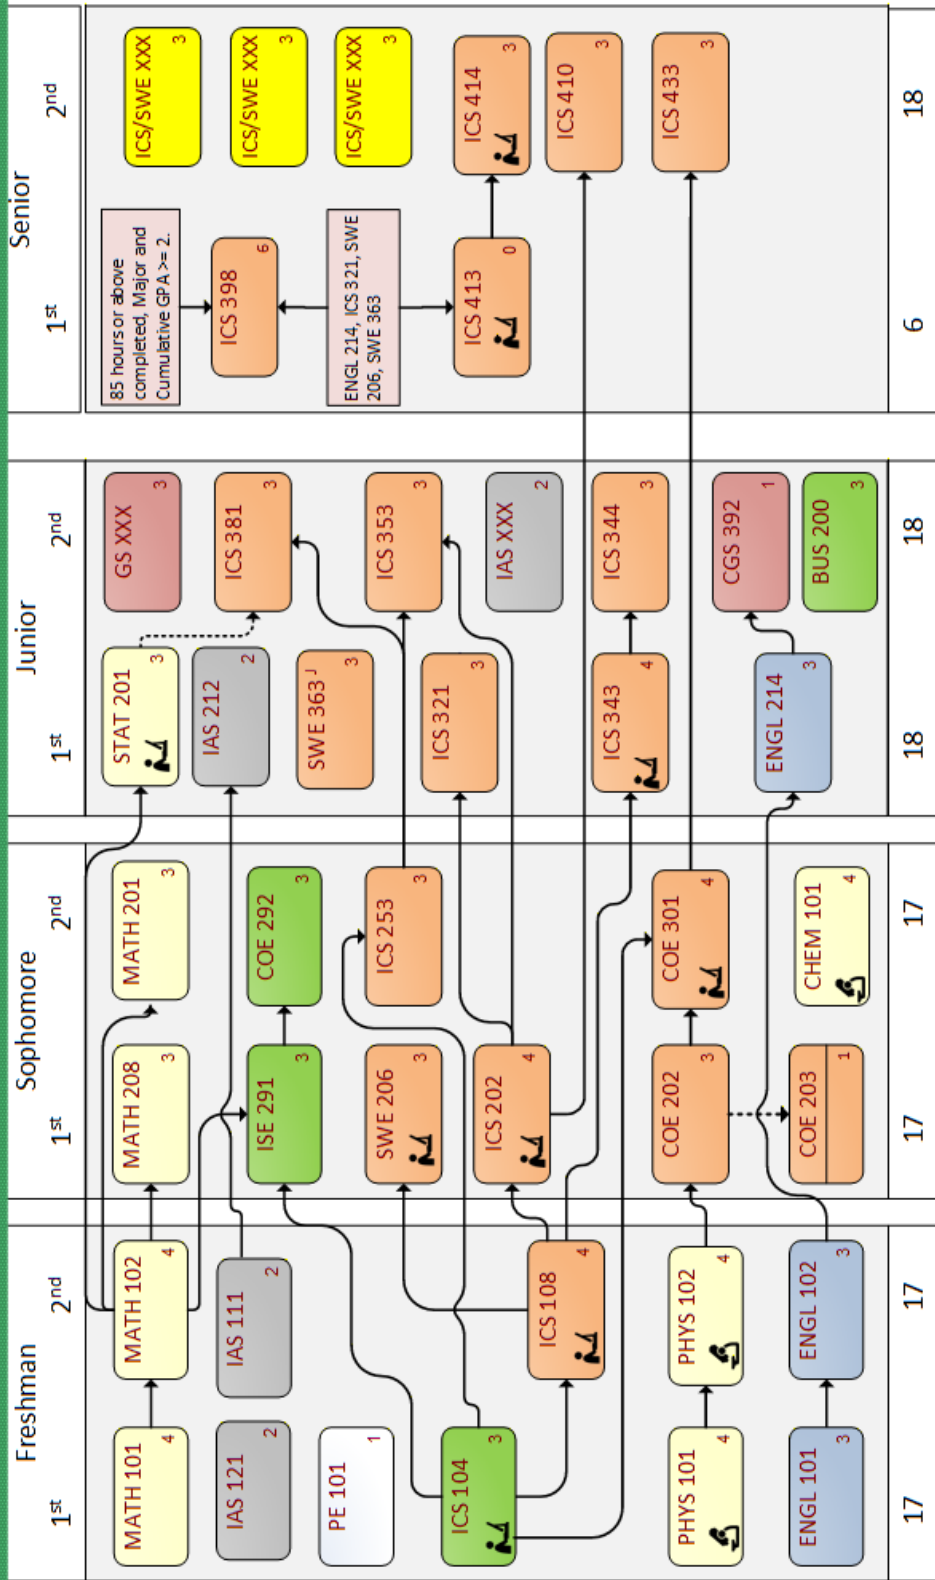 Freshman
Sophomore
Junior
Senior
1st
2nd
1st
2nd
1st
2nd
1st
2nd
MATH 101
4
IAS 121
2
PE 101
1
ICS 104
3
PHYS 101
4
ENGL 101
3
17
MATH 102
4
IAS 111
2
ICS 108
4
PHYS 102
4
ENGL 102
3
17
MATH 208
3
ISE 291
3
SWE 206
3
ICS 202
4
COE 202
3
COE 203
1
17
MATH 201
3
COE 292
3
ICS 253
3
COE 301
4
CHEM 101
4
17
STAT 201
3
IAS 212
2
SWE 363 J
3
ICS 321
3
ICS 343
4
ENGL 214
3
18
GS XXX
3
ICS 381
3
ICS 353
3
IAS XXX
2
ICS 344
3
CGS 392
1
BUS 200
3
18
85 hours or above
completed, Major and
Cumulative GPA >= 2.
ICS 398
6
ENGL 214, ICS 321, SWE
206, SWE 363
ICS 413
0
6
ICS/SWE XXX
3
ICS/SWE XXX
3
ICS/SWE XXX
3
ICS 414
3
ICS 410
3
ICS 433
3
18